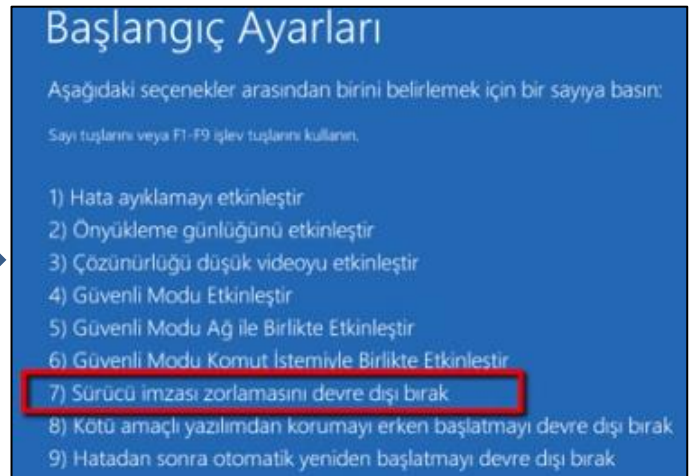 Başlangıç Ayarları
Aşağıdaki seçenekler arasından birini belirlemek için bir sayıya basın:
Sayı tuşlarını veya F1-F9 işlev tuşlarını kullanın.
1) Hata ayıklamayı etkinleştir
2) Önyükleme günlüğünü etkinleştir
3) Çözünürlüğü düşük videoyu etkinleştir
4) Güvenli Modu Etkinleştir
5) Güvenli Modu Ağ ile Birlikte Etkinleştir
6) Güvenli Modu Komut İstemiyle Birlikte Etkinleştir
7) Sürücü imzası zorlamasını devre dışı bırak
8) Kötü amaçlı yazılımdan korumayı erken başlatmayı devre dışı bırak
9) Hatadan sonra otomatik yeniden başlatmayı devre dışı bırak